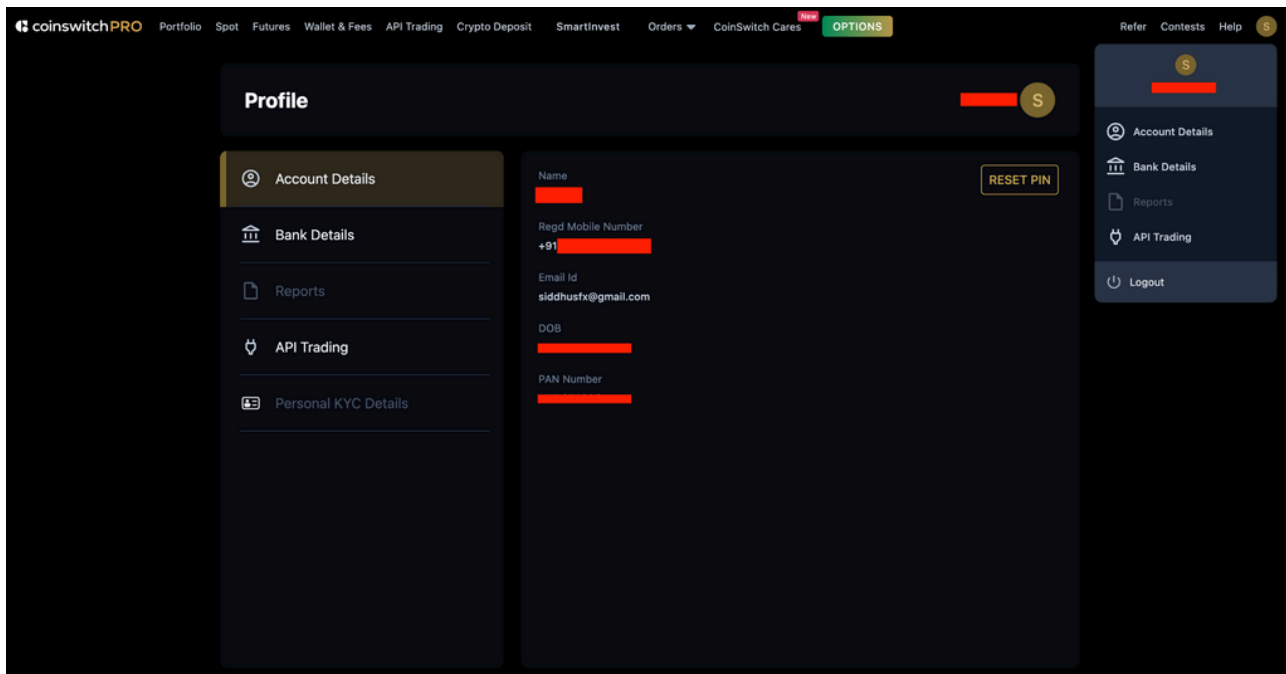 coinswitch PRO Portfolio Spot Futures Wallet & Fees API Trading Crypto Deposit SmartInvest Orders CoinSwitch Cares New OPTIONS Refer Contests Help S
S
Account Details
Bank Details
Reports
API Trading
Logout
Profile S
Account Details
Bank Details
Reports
API Trading
Personal KYC Details
Name
RESET PIN
Regd Mobile Number
+91
Email Id
siddhusfx@gmail.com
DOB
PAN Number